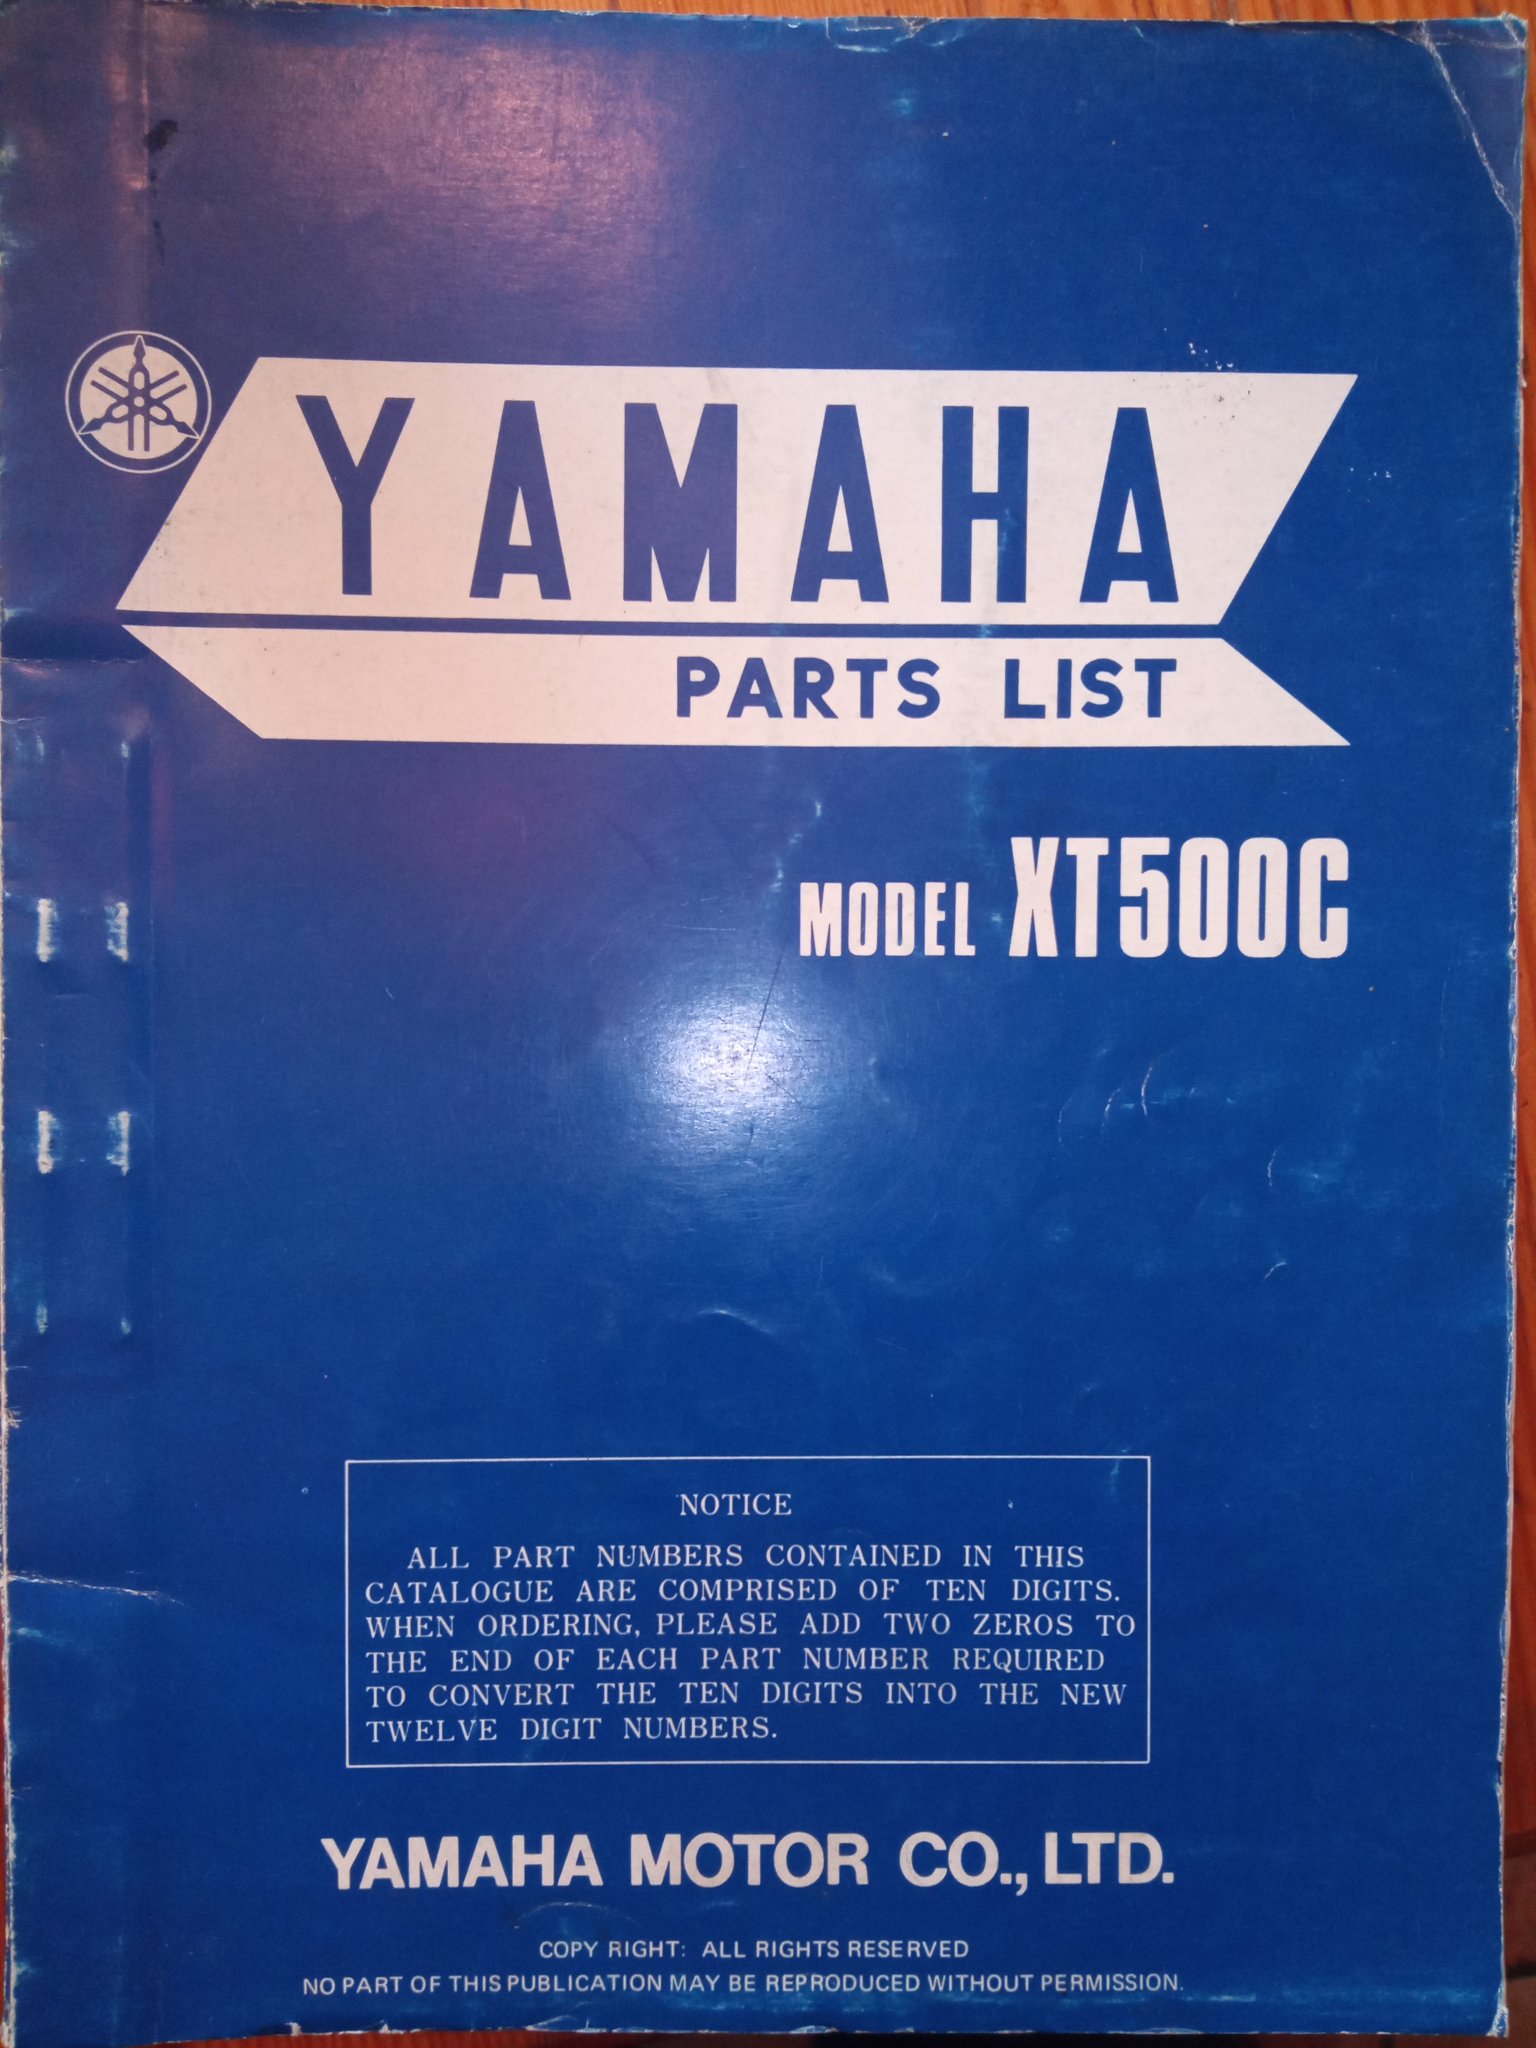 YAMAHA
PARTS LIST
MODEL XT500C
NOTICE
ALL PART NUMBERS CONTAINED IN THIS
CATALOGUE ARE COMPRISED OF TEN DIGITS.
WHEN ORDERING, PLEASE ADD TWO ZEROS TO
THE END OF EACH PART NUMBER REQUIRED
TO CONVERT THE TEN DIGITS INTO THE NEW
TWELVE DIGIT NUMBERS.
YAMAHA MOTOR CO., LTD.
COPY RIGHT: ALL RIGHTS RESERVED
NO PART OF THIS PUBLICATION MAY BE REPRODUCED WITHOUT PERMISSION.